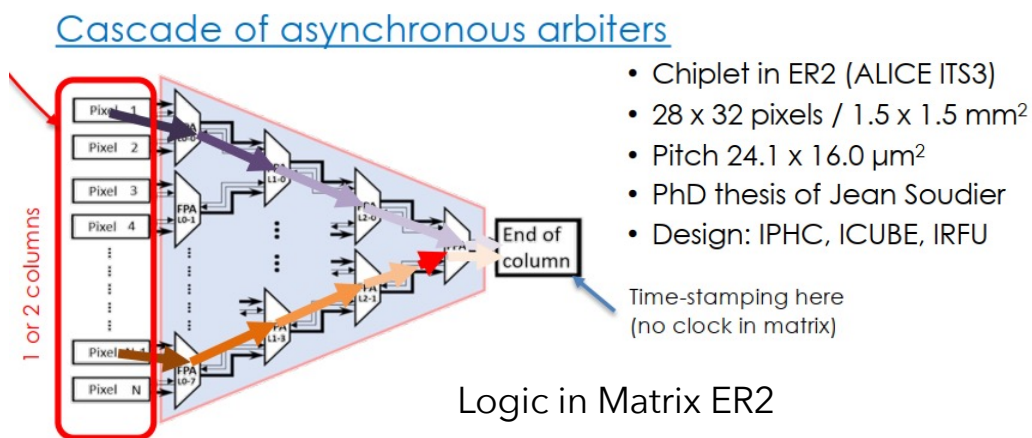 Cascade of asynchronous arbiters
• Chiplet in ER2 (ALICE ITS3)
• 28 x 32 pixels / 1.5 x 1.5 mm²
• Pitch 24.1 x 16.0 µm²
• PhD thesis of Jean Soudier
• Design: IPHC, ICUBE, IRFU
1 or 2 columns
Pixel 1
Pixel 2
Pixel 3
Pixel 4
Pixel N-1
Pixel N
L0-0
FPA
L0-1
FPA
L0-7
FPA
L1-0
L1-3
L2-0
L2-1
End of
column
Time-stamping here
(no clock in matrix)
Logic in Matrix ER2